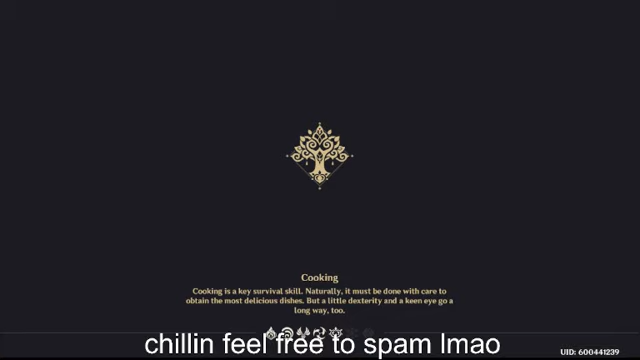 Cooking
Cooking is a key survival skill. Naturally, it must be done with care to
obtain the most delicious dishes. But a little dexterity and a keen eye go a
long way, too.
chillin feel free to spam lmao
UID: 600441239